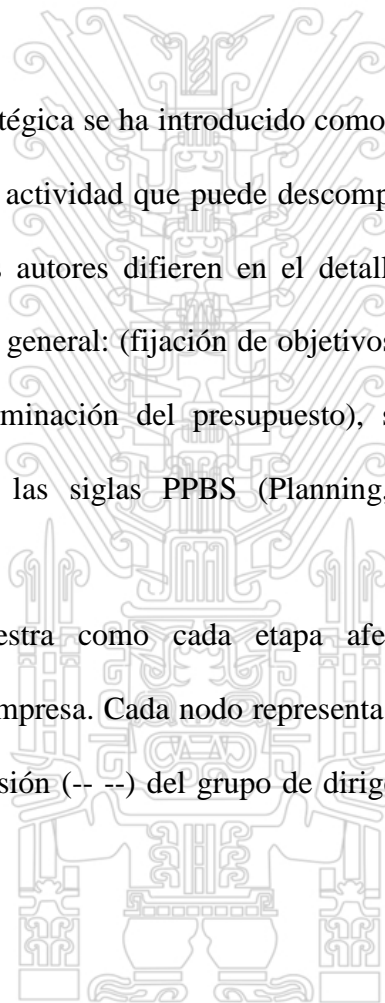 tégica se ha introducido como
actividad que puede descomp
autores difieren en el detall
general: (fijación de objetivos
minación del presupuesto), s
las siglas PPBS (Planning,
estra como cada etapa afe
mpresa. Cada nodo representa
sión (-- --) del grupo de dirig